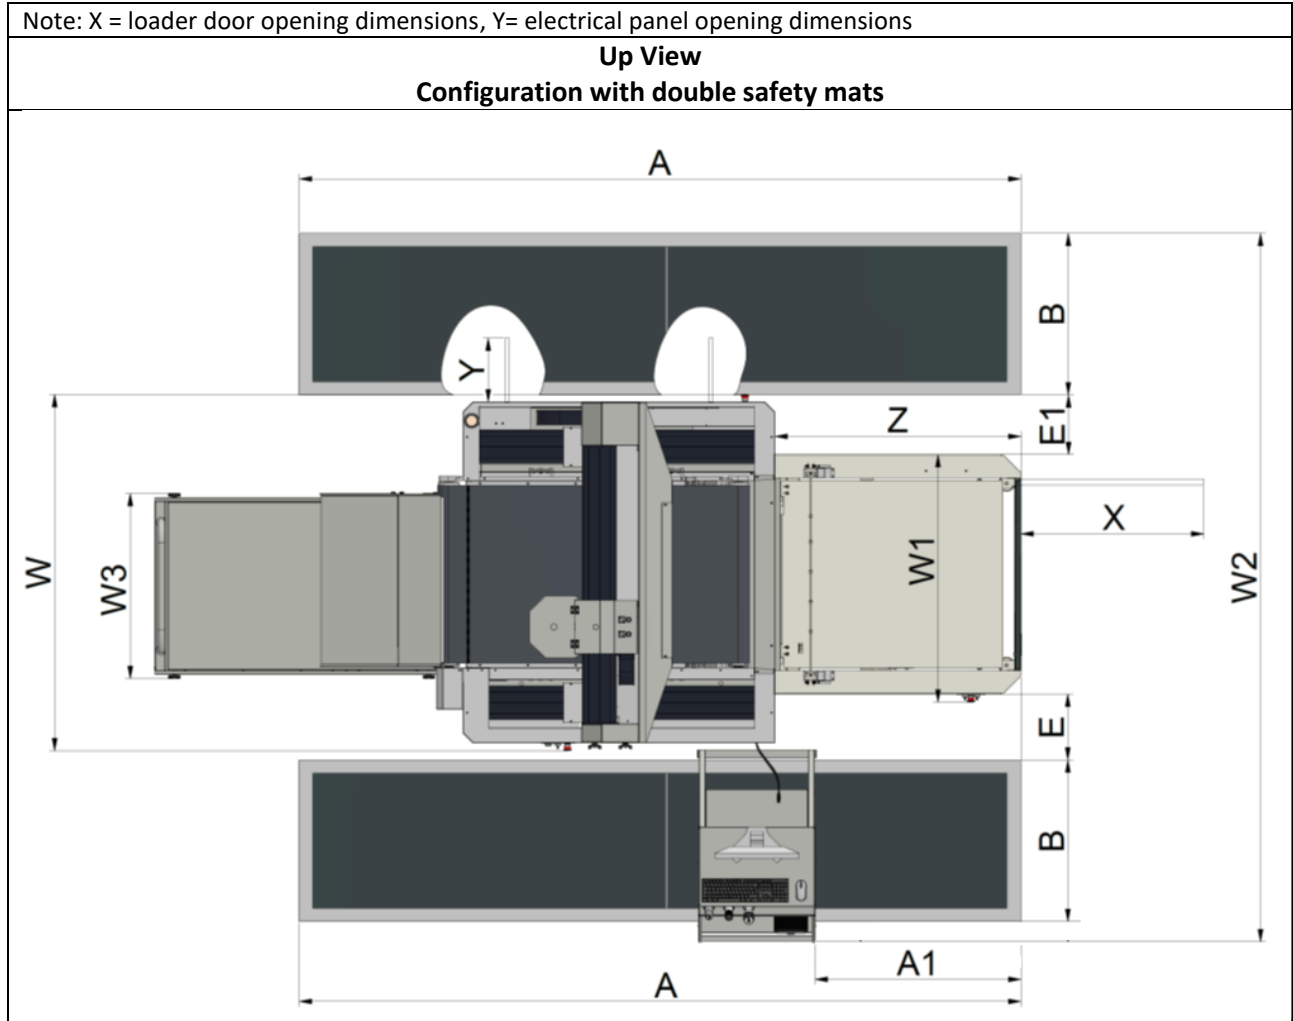 Note: X = loader door opening dimensions, Y= electrical panel opening dimensions
Up View
Configuration with double safety mats
A
B
Y
E1
Z
X
W
W3
W1
W2
E
B
A1
A